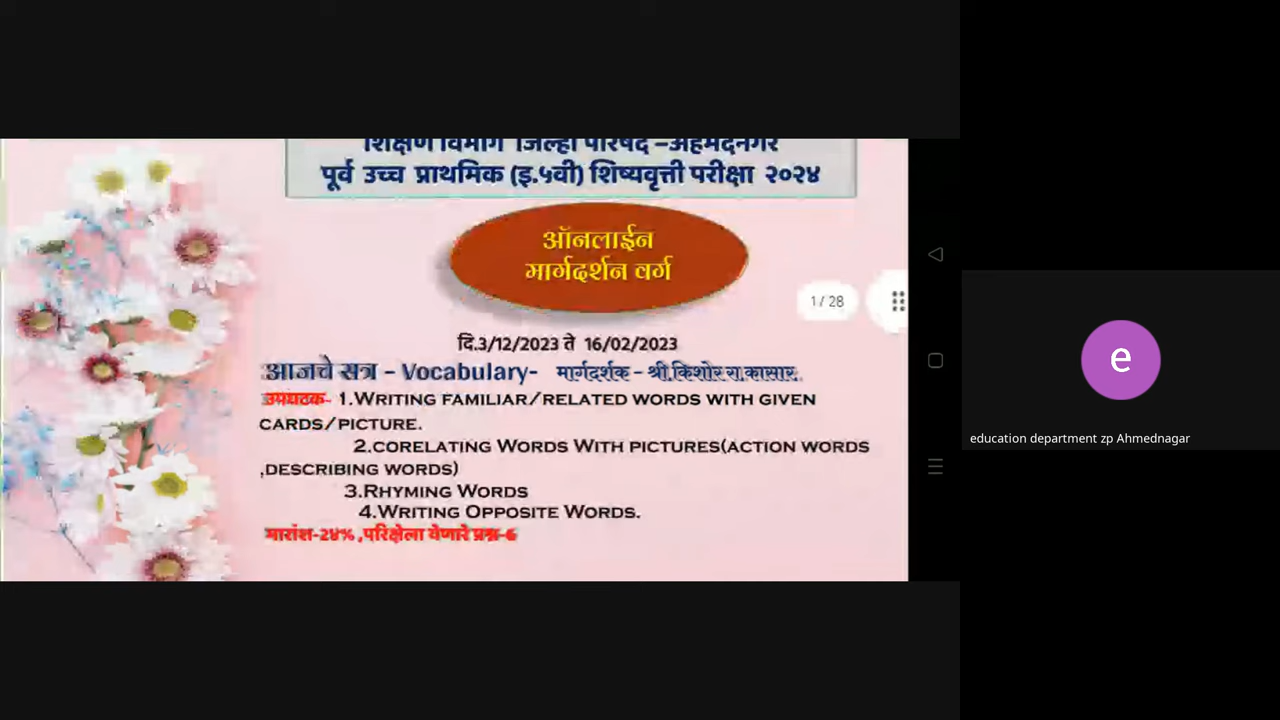 शिक्षण विभाग जिल्हा परिषद –अहमदनगर
पूर्व उच्च प्राथमिक (इ.५वी) शिष्यवृत्ती परीक्षा २०२४
ऑनलाईन
मार्गदर्शन वर्ग
1 / 28
दि.3/12/2023 ते 16/02/2023
आजचे सत्र – Vocabulary- मार्गदर्शक – श्री.किशोर रा.कासार.
उपघटक- 1.WRITING FAMILIAR/RELATED WORDS WITH GIVEN
CARDS/PICTURE.
2.CORELATING WORDS WITH PICTURES(ACTION WORDS
,DESCRIBING WORDS)
3.RHYMING WORDS
4.WRITING OPPOSITE WORDS.
भारांश-२४% ,परिक्षेला येणारे प्रश्न-6
e
education department zp Ahmednagar